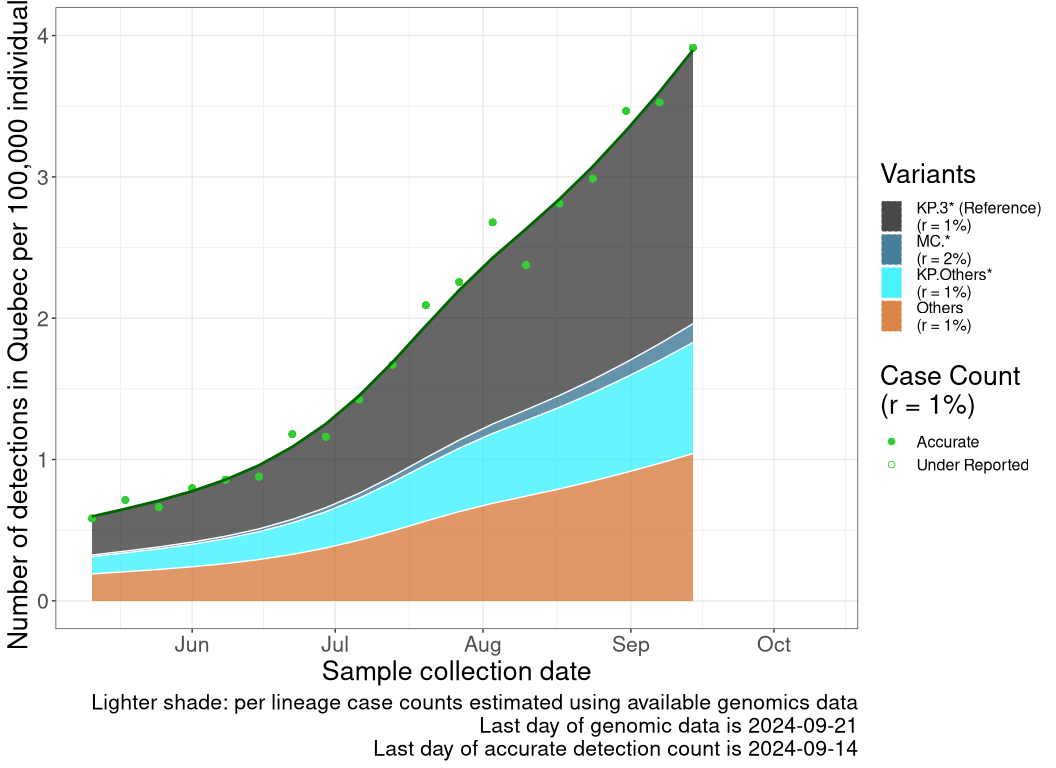 Number of detections in Quebec per 100,000 individual
4
3
2
1
0
Jun Jul Aug Sep Oct
Sample collection date
Variants
KP.3* (Reference)
(r = 1%)
MC.*
(r = 2%)
KP.Others*
(r = 1%)
Others
(r = 1%)
Case Count
(r = 1%)
Accurate
Under Reported
Lighter shade: per lineage case counts estimated using available genomics data
Last day of genomic data is 2024-09-21
Last day of accurate detection count is 2024-09-14